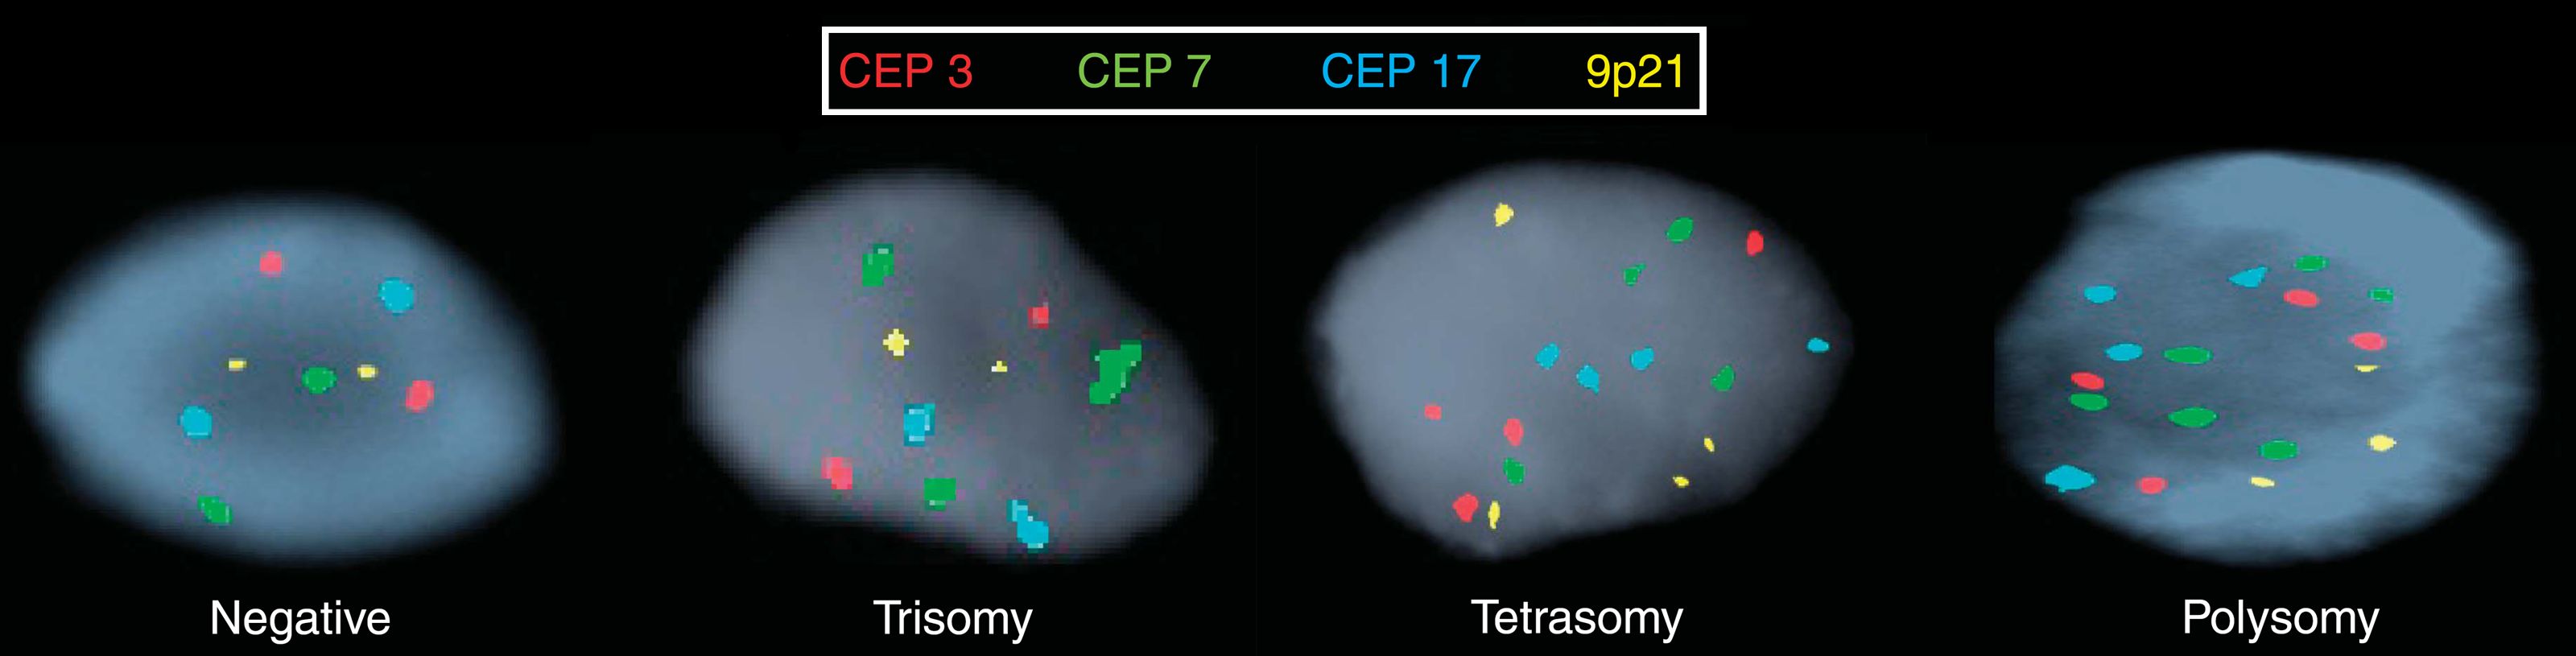 CEP 3 CEP 7 CEP 17 9p21
Negative Trisomy Tetrasomy Polysomy